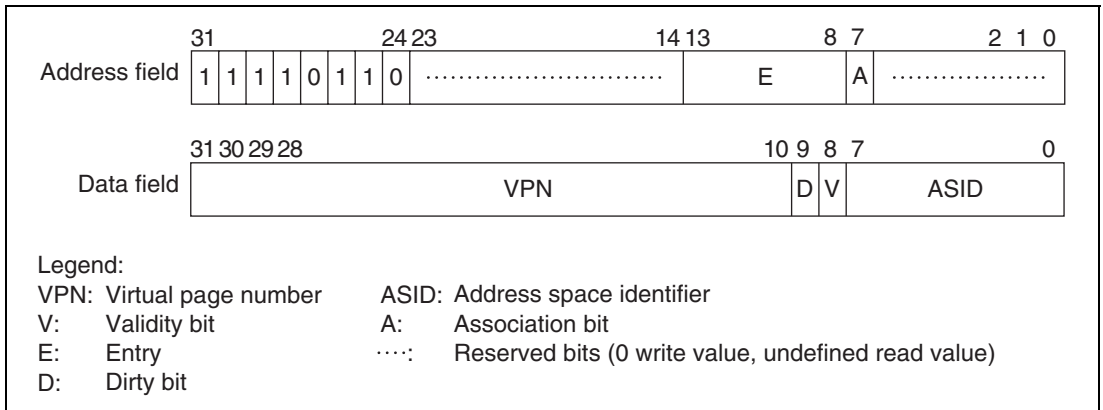 31 24 23 14 13 8 7 2 1 0
Address field 1 1 1 1 0 1 1 0 ............................. E A ...................
31 30 29 28 10 9 8 7 0
Data field VPN D V ASID
Legend:
VPN: Virtual page number ASID: Address space identifier
V: Validity bit A: Association bit
E: Entry ····: Reserved bits (0 write value, undefined read value)
D: Dirty bit